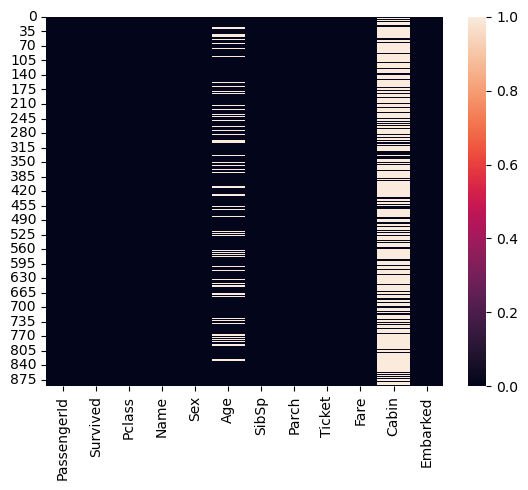 0
35
70
105
140
175
210
245
280
315
350
385
420
455
490
525
560
595
630
665
700
735
770
805
840
875
PassengerId
Survived
Pclass
Name
Sex
Age
SibSp
Parch
Ticket
Fare
Cabin
Embarked
1.0
0.8
0.6
0.4
0.2
0.0